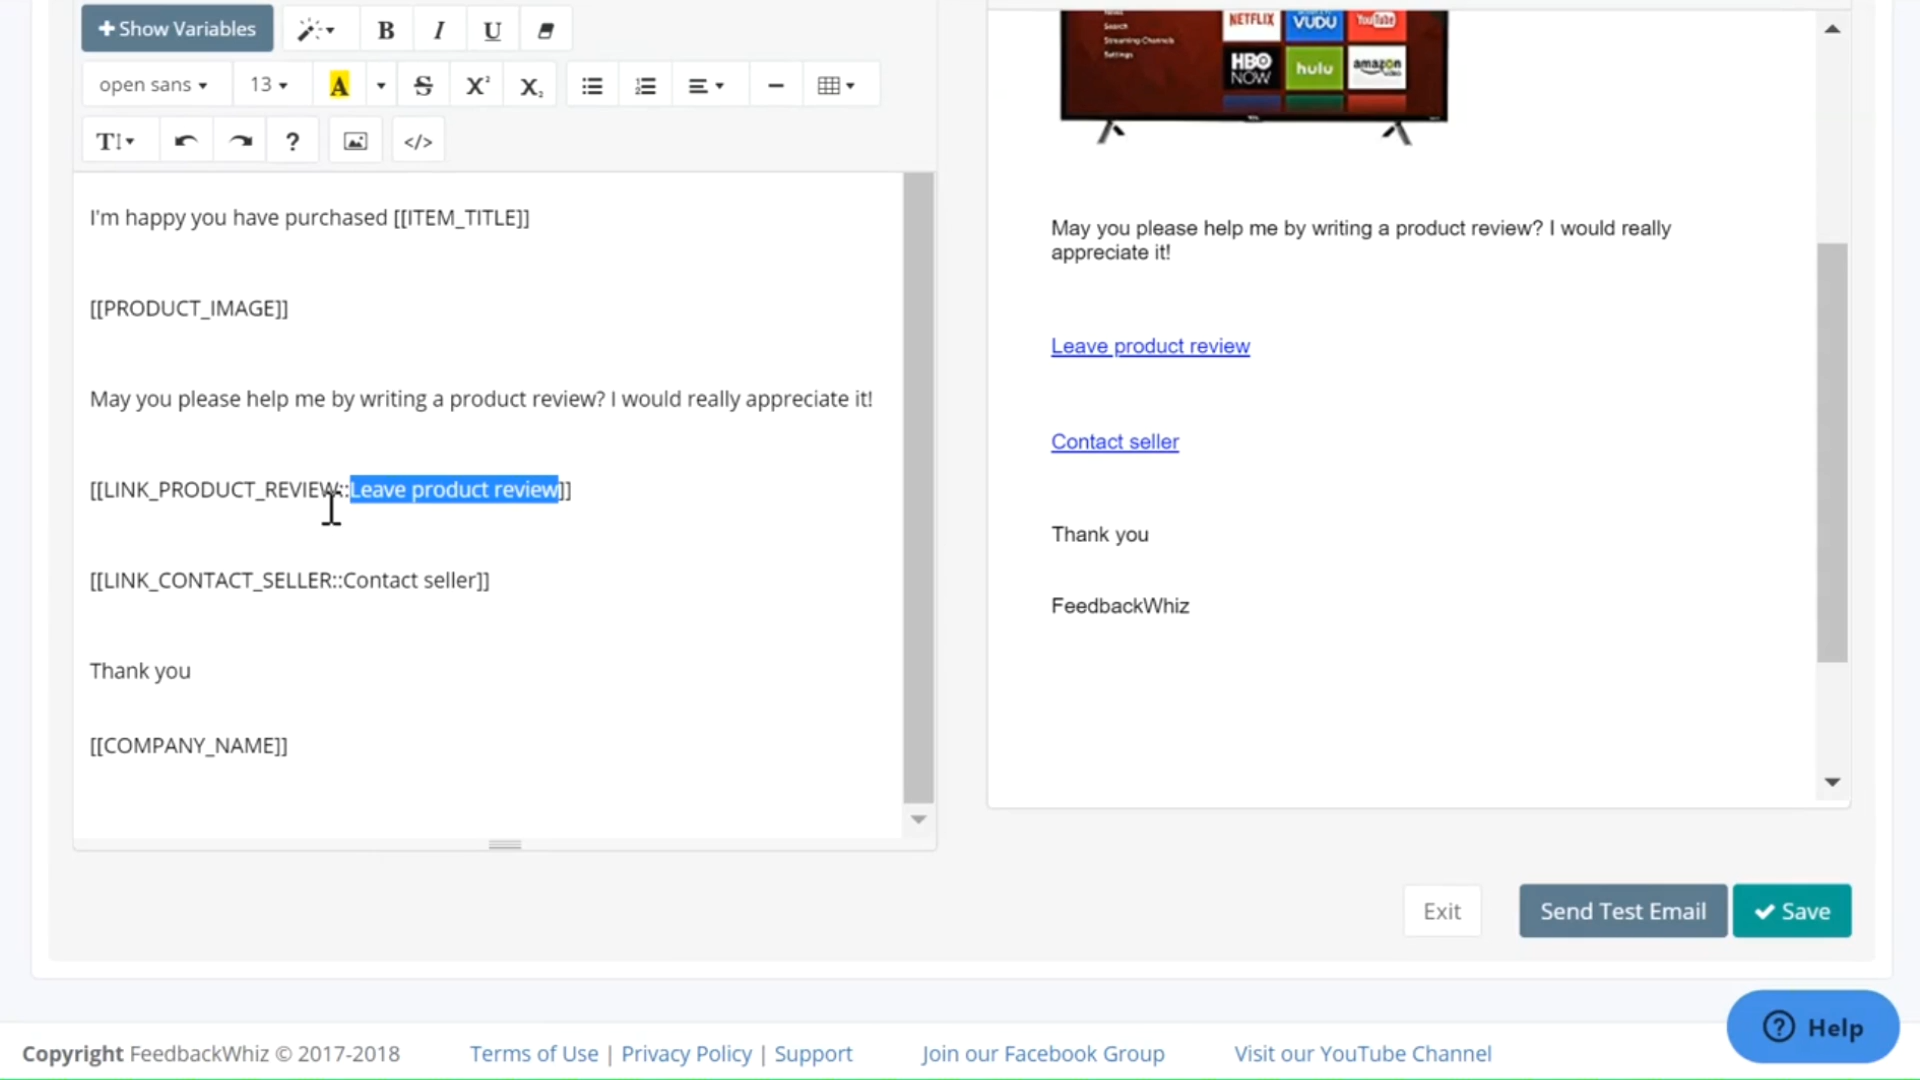 + Show Variables
B I U
open sans 13 A S X² X₂
T ? </>
I'm happy you have purchased [[ITEM_TITLE]]
[[PRODUCT_IMAGE]]
May you please help me by writing a product review? I would really appreciate it!
[[LINK_PRODUCT_REVIEW::Leave product review]]
[[LINK_CONTACT_SELLER::Contact seller]]
Thank you
[[COMPANY_NAME]]
Search
Streaming Channels
Settings
NETFLIX VUDU YouTube
HBO NOW hulu amazon
May you please help me by writing a product review? I would really
appreciate it!
Leave product review
Contact seller
Thank you
FeedbackWhiz
Exit Send Test Email Save
? Help
Copyright FeedbackWhiz © 2017-2018 Terms of Use | Privacy Policy | Support Join our Facebook Group Visit our YouTube Channel